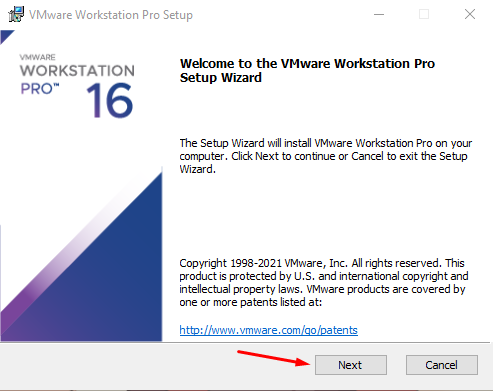 VMware Workstation Pro Setup
VMWARE
WORKSTATION
PRO™ 16
Welcome to the VMware Workstation Pro
Setup Wizard
The Setup Wizard will install VMware Workstation Pro on your
computer. Click Next to continue or Cancel to exit the Setup
Wizard.
Copyright 1998-2021 VMware, Inc. All rights reserved. This
product is protected by U.S. and international copyright and
intellectual property laws. VMware products are covered by
one or more patents listed at:
http://www.vmware.com/go/patents
Next
Cancel